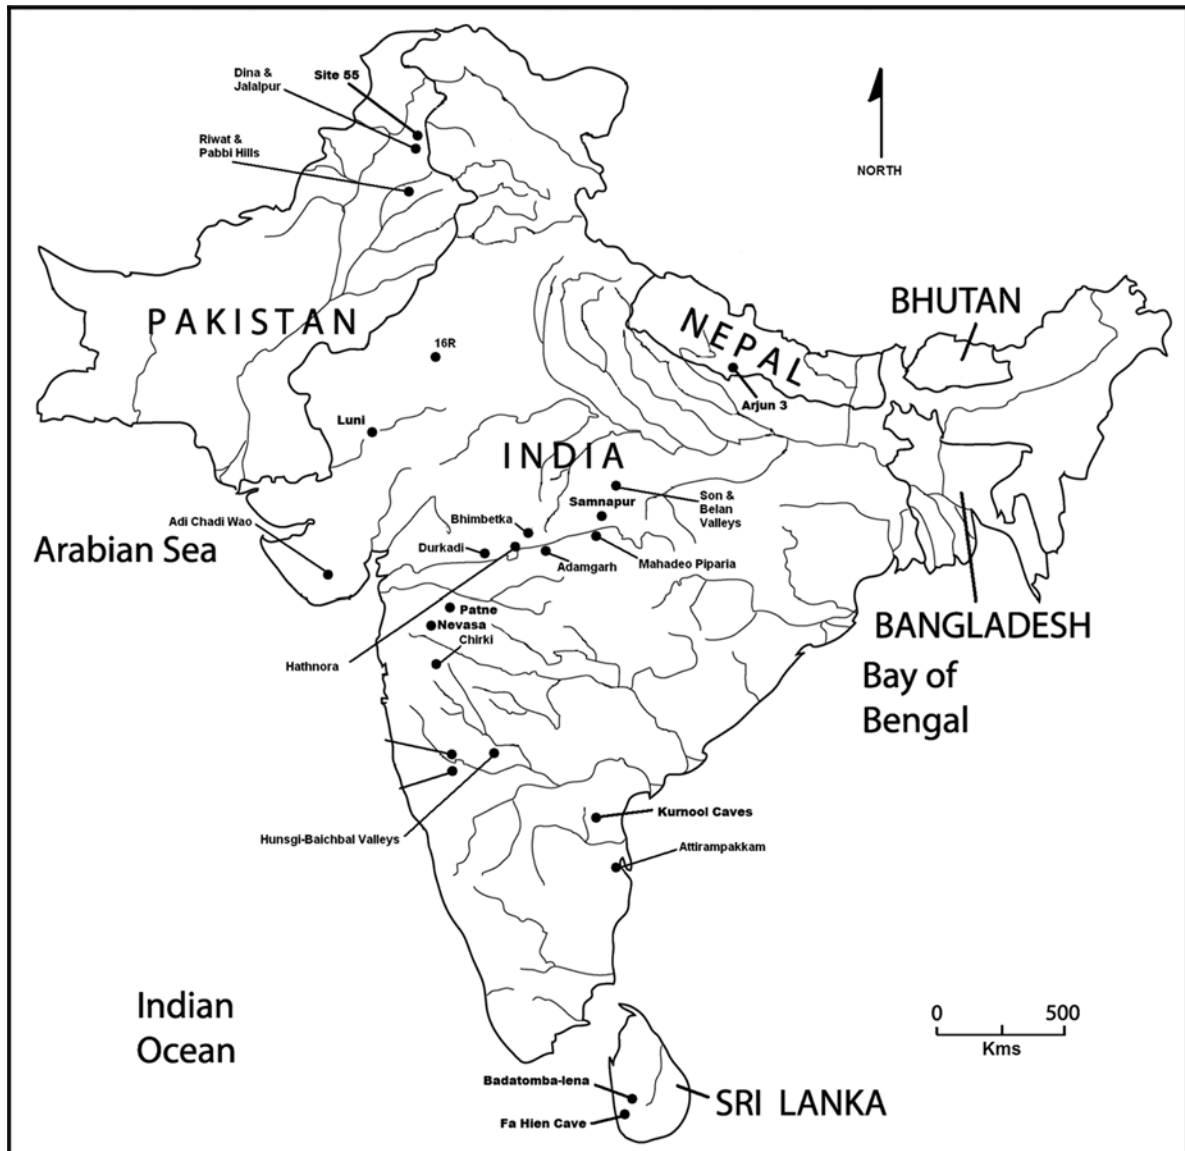 Dina &
Jalalpur
Site 55
Riwat &
Pabbi Hills
NORTH
PAKISTAN
NEPAL
BHUTAN
16R
Arjun 3
Luni
INDIA
Samnapur
Son &
Belan
Valleys
Adi Chadi Wao
Arabian Sea
Bhimbetka
Durkadi
Adamgarh
Mahadeo Piparia
Patne
Nevasa
Chirki
BANGLADESH
Hathnora
Bay of
Bengal
Kurnool Caves
Hunsgi-Baichbal Valleys
Attirampakkam
Indian
Ocean
0 500
Kms
Badatomba-lena
SRI LANKA
Fa Hien Cave